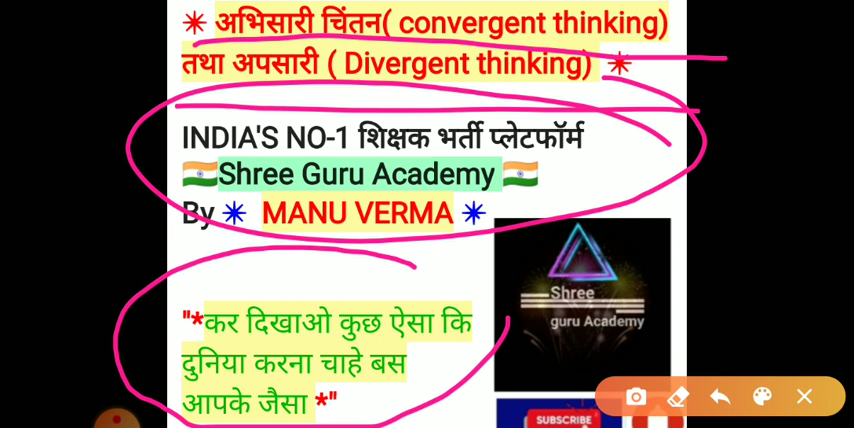 ✴ अभिसारी चिंतन( convergent thinking)
तथा अपसारी ( Divergent thinking) ✴
INDIA'S NO-1 शिक्षक भर्ती प्लेटफॉर्म
🇮🇳Shree Guru Academy 🇮🇳
By ✴ MANU VERMA ✴
"*कर दिखाओ कुछ ऐसा कि
दुनिया करना चाहे बस
आपके जैसा *"
Shree
guru Academy
SUBSCRIBE